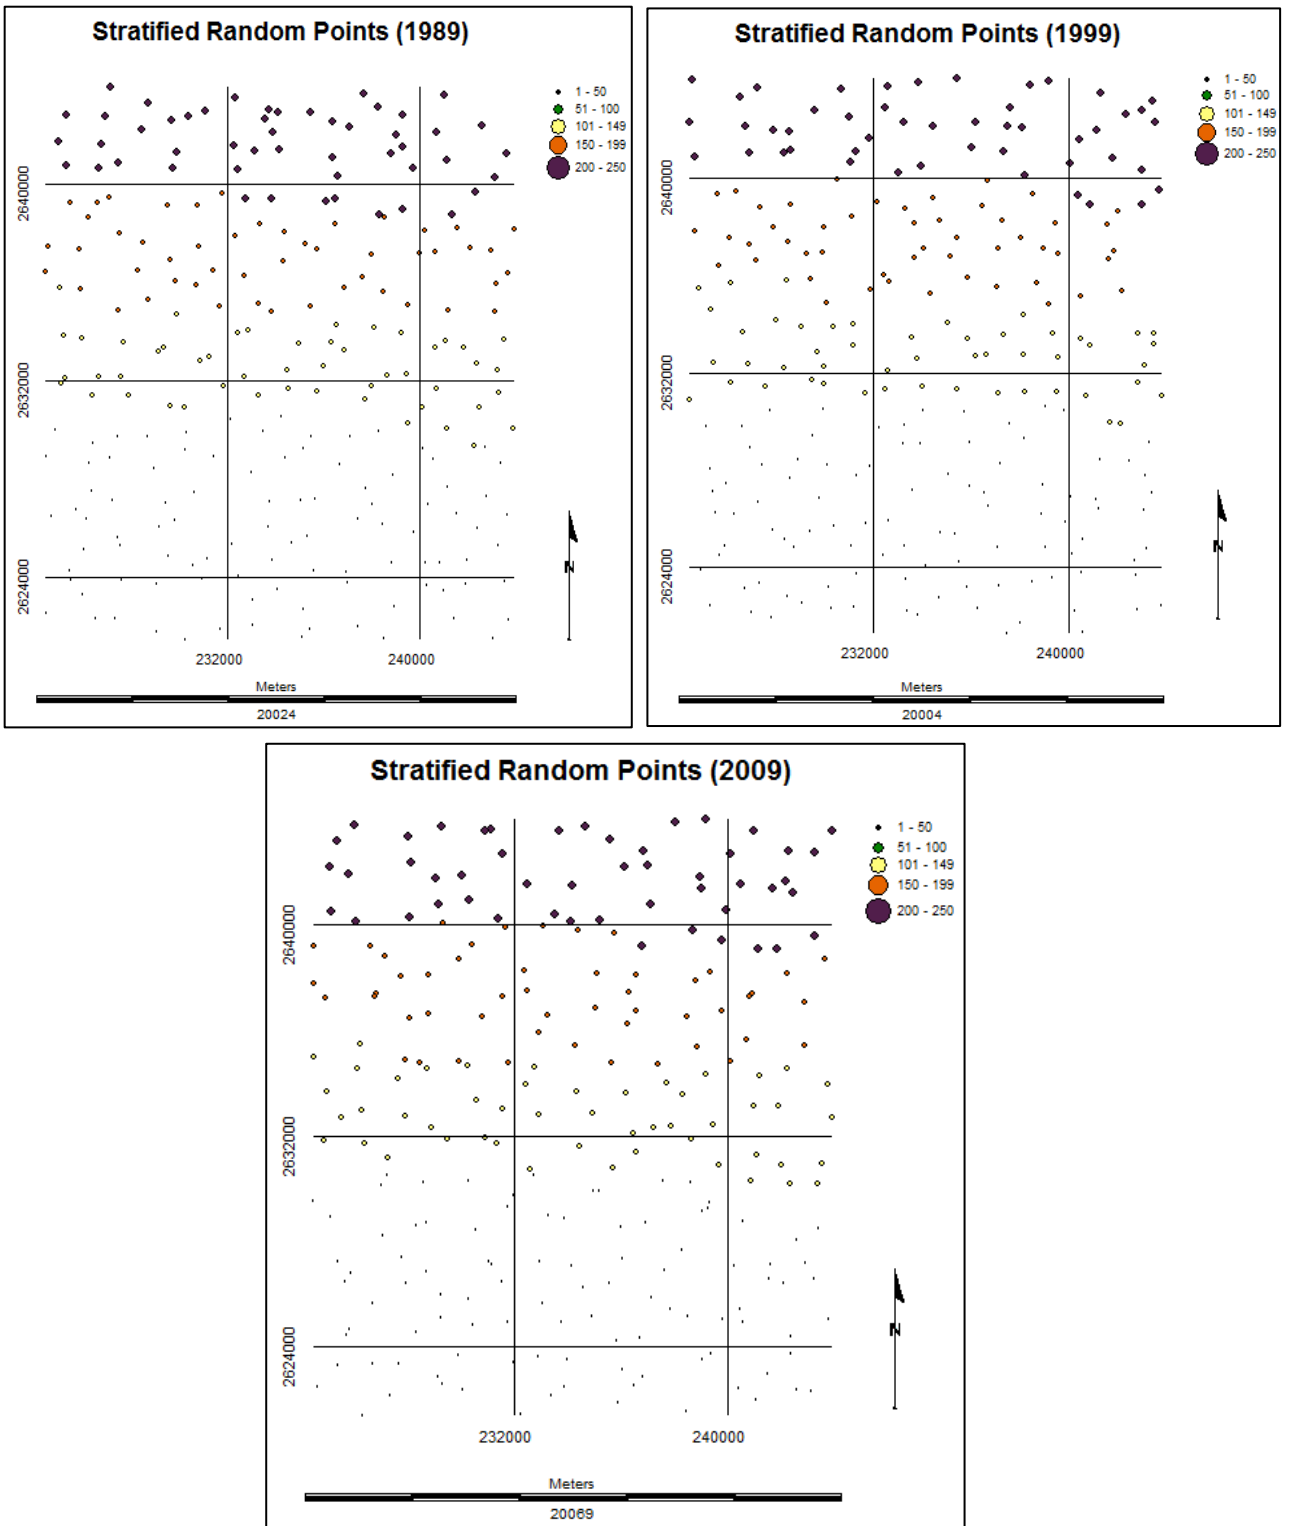 Stratified Random Points (1989)
1 - 50
51 - 100
101 - 149
150 - 199
200 - 250
2640000
2632000
2624000
N
232000
240000
Meters
20024
Stratified Random Points (1999)
1 - 50
51 - 100
101 - 149
150 - 199
200 - 250
2640000
2632000
2624000
N
232000
240000
Meters
20004
Stratified Random Points (2009)
1 - 50
51 - 100
101 - 149
150 - 199
200 - 250
2640000
2632000
2624000
N
232000
240000
Meters
20069